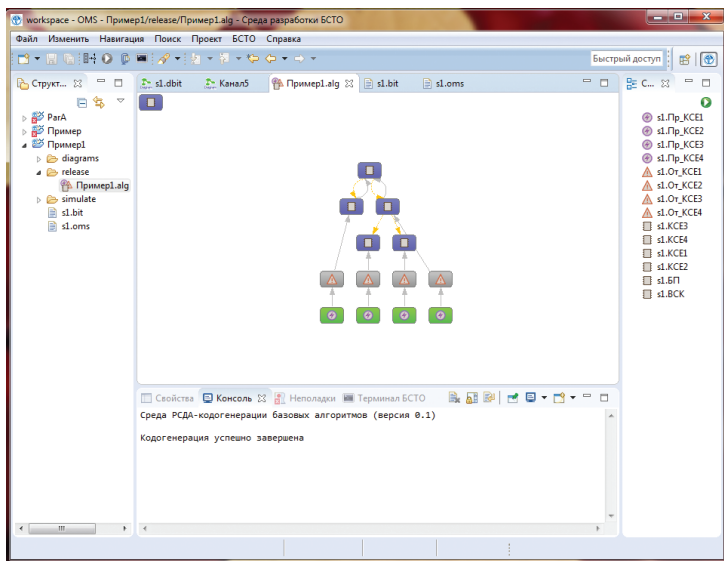 workspace - OMS - Пример1/release/Пример1.alg - Среда разработки БСТО
Файл Изменить Навигация Поиск Проект БСТО Справка
Быстрый доступ
Структ...
ParA
Пример
Пример1
diagrams
release
Пример1.alg
simulate
s1.bit
s1.oms
s1.dbit Канал5 Пример1.alg s1.bit s1.oms
Свойства Консоль Неполадки Терминал БСТО
Среда РСДА-кодогенерации базовых алгоритмов (версия 0.1)
Кодогенерация успешно завершена
С...
s1.Пр_КСЕ1
s1.Пр_КСЕ2
s1.Пр_КСЕ3
s1.Пр_КСЕ4
s1.От_КСЕ1
s1.От_КСЕ2
s1.От_КСЕ3
s1.От_КСЕ4
s1.КСЕ3
s1.КСЕ4
s1.КСЕ1
s1.КСЕ2
s1.БП
s1.ВСК